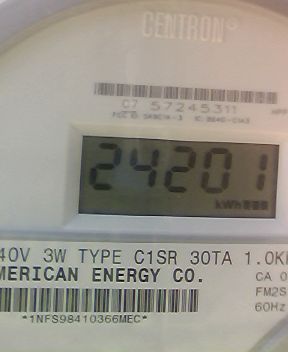 CENTRON®
C7 57245311
24201
kWh
40V 3W TYPE C1SR 30TA 1.0K
MERICAN ENERGY CO.
CA 0
FM2S
60Hz
*1NFS98410366MEC*